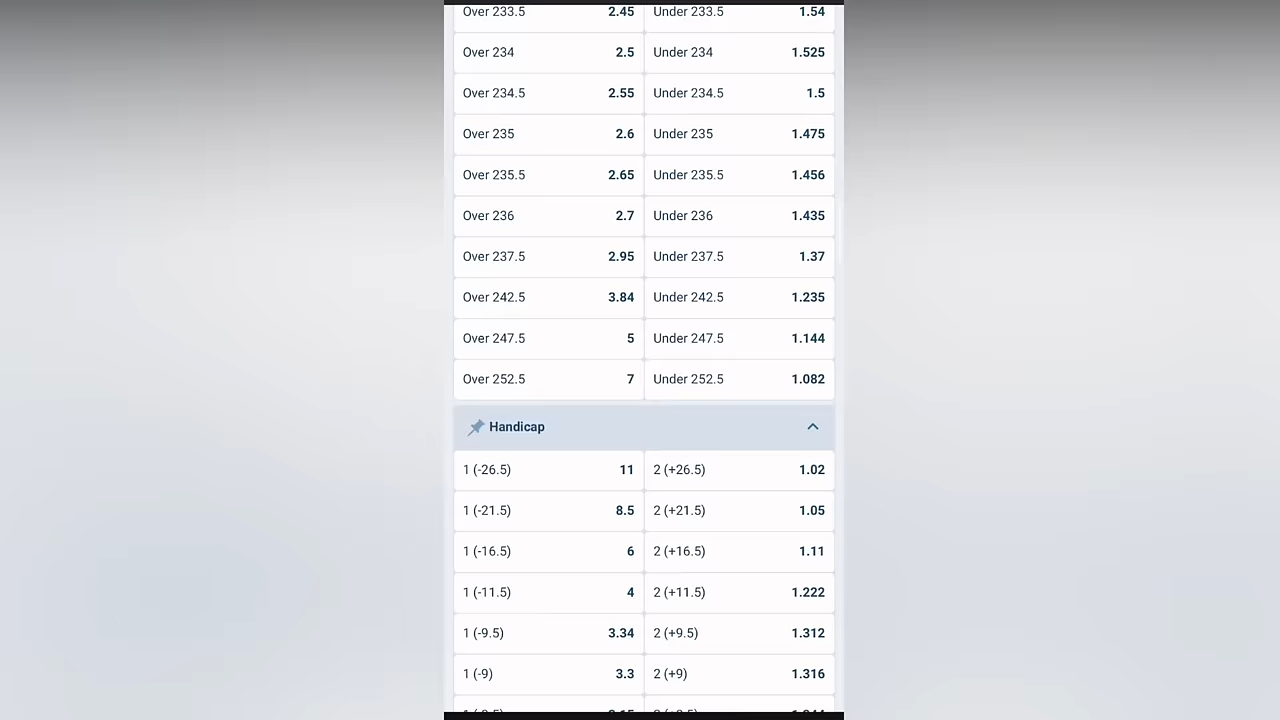 Over 233.5 2.45 Under 233.5 1.54
Over 234 2.5 Under 234 1.525
Over 234.5 2.55 Under 234.5 1.5
Over 235 2.6 Under 235 1.475
Over 235.5 2.65 Under 235.5 1.456
Over 236 2.7 Under 236 1.435
Over 237.5 2.95 Under 237.5 1.37
Over 242.5 3.84 Under 242.5 1.235
Over 247.5 5 Under 247.5 1.144
Over 252.5 7 Under 252.5 1.082
Handicap
1 (-26.5) 11 2 (+26.5) 1.02
1 (-21.5) 8.5 2 (+21.5) 1.05
1 (-16.5) 6 2 (+16.5) 1.11
1 (-11.5) 4 2 (+11.5) 1.222
1 (-9.5) 3.34 2 (+9.5) 1.312
1 (-9) 3.3 2 (+9) 1.316